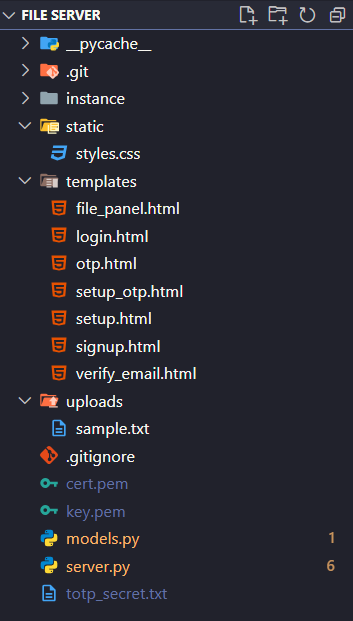 FILE SERVER
__pycache__
.git
instance
static
styles.css
templates
file_panel.html
login.html
otp.html
setup_otp.html
setup.html
signup.html
verify_email.html
uploads
sample.txt
.gitignore
cert.pem
key.pem
models.py 1
server.py 6
totp_secret.txt